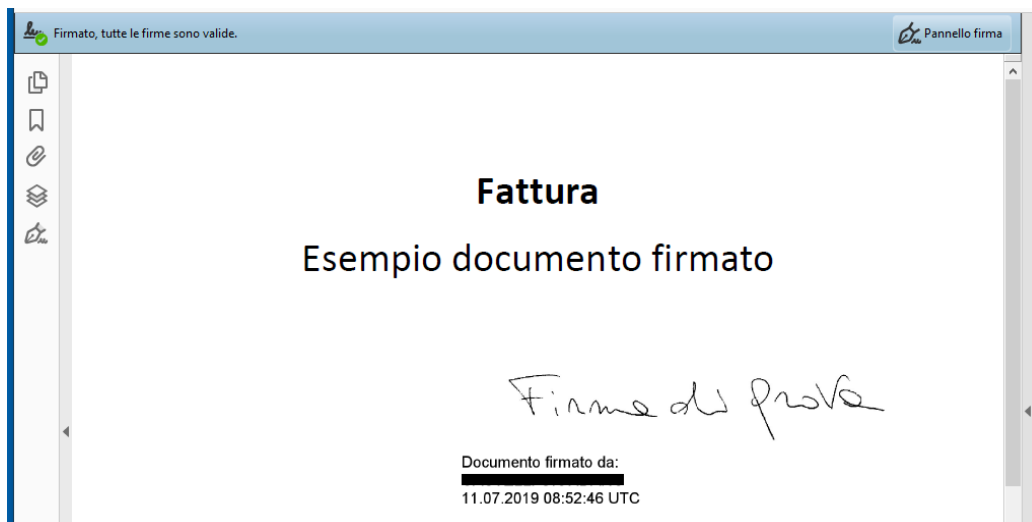 Firmato, tutte le firme sono valide.
Pannello firma
Fattura
Esempio documento firmato
Firma di prova
Documento firmato da:
11.07.2019 08:52:46 UTC